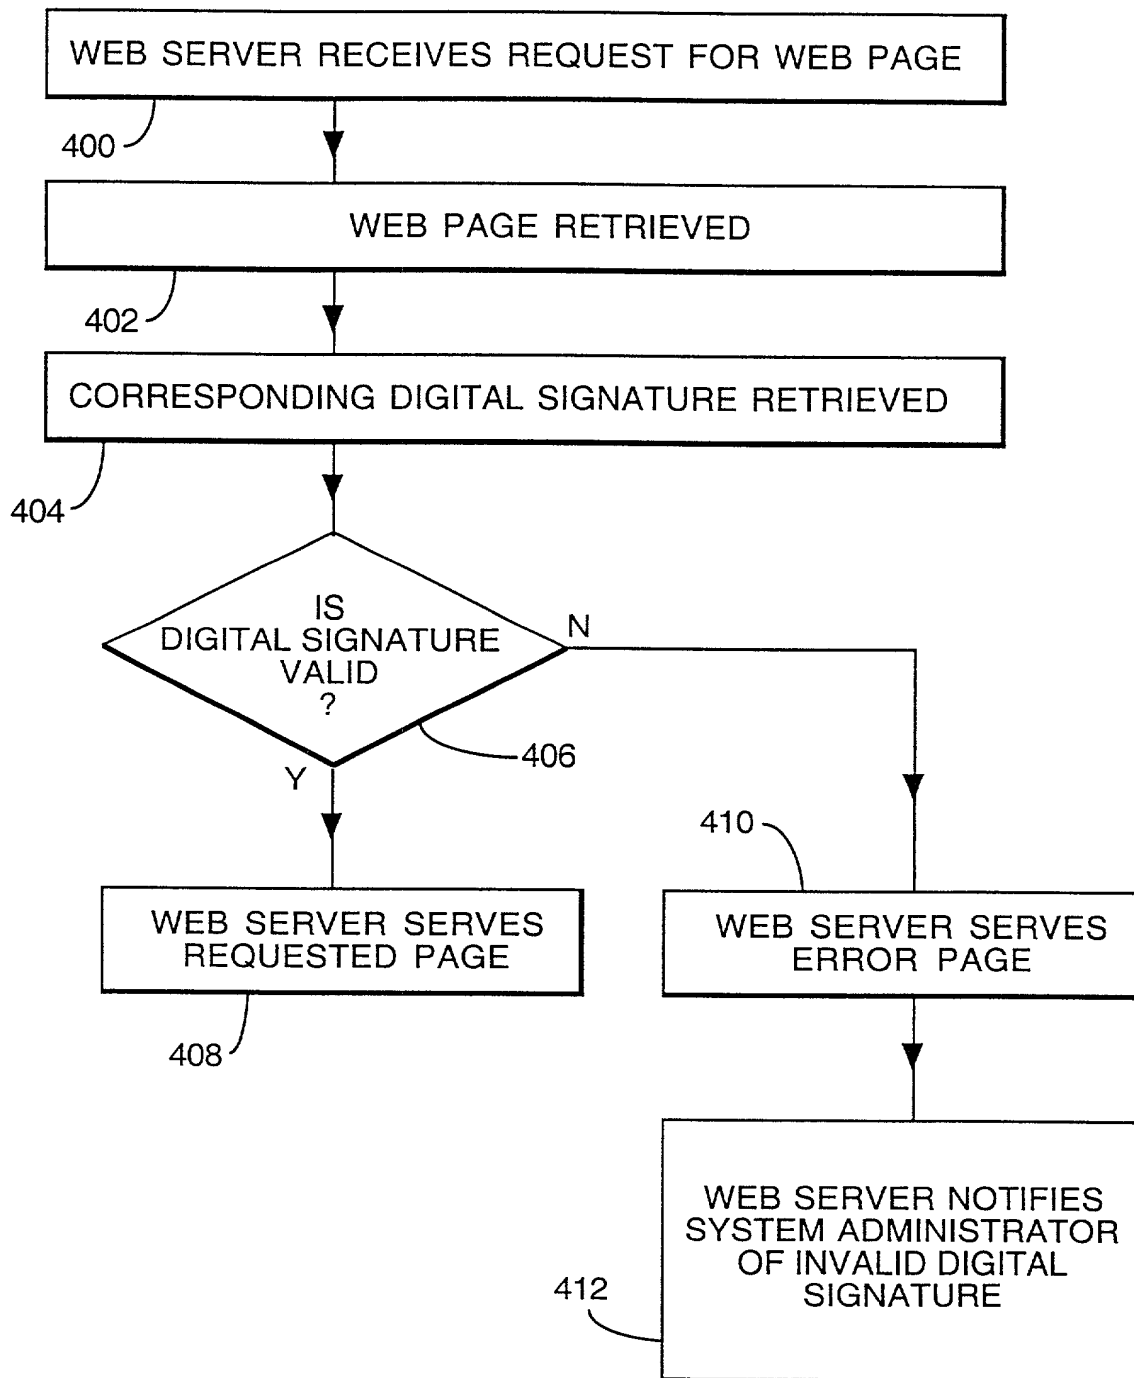 WEB SERVER RECEIVES REQUEST FOR WEB PAGE
400
WEB PAGE RETRIEVED
402
CORRESPONDING DIGITAL SIGNATURE RETRIEVED
404
IS
DIGITAL SIGNATURE
VALID
?
N
406
Y
410
WEB SERVER SERVES
REQUESTED PAGE
408
WEB SERVER SERVES
ERROR PAGE
WEB SERVER NOTIFIES
SYSTEM ADMINISTRATOR
OF INVALID DIGITAL
SIGNATURE
412